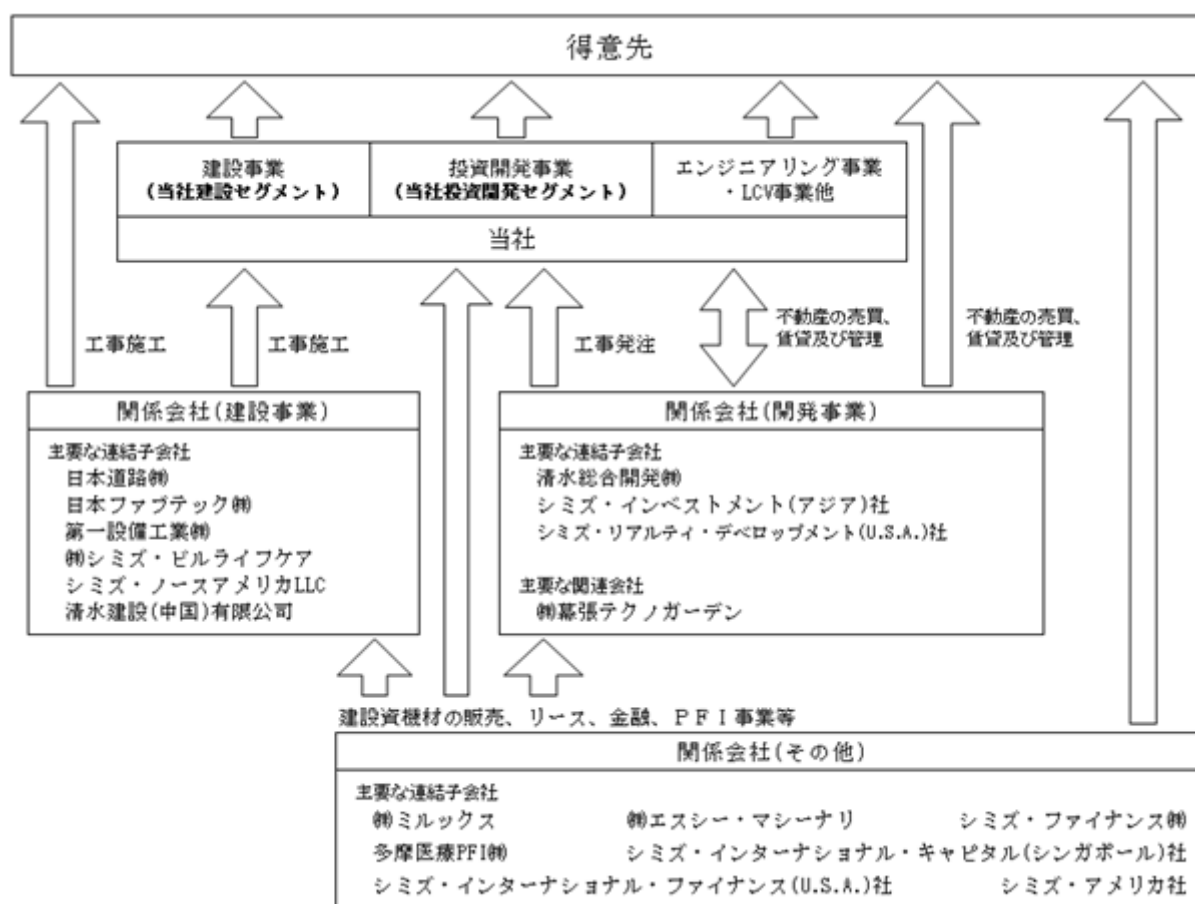 得意先
建設事業
(当社建設セグメント)
投資開発事業
(当社投資開発セグメント)
エンジニアリング事業
・LCV事業他
当社
工事施工
工事施工
工事発注
不動産の売買、
賃貸及び管理
不動産の売買、
賃貸及び管理
関係会社(建設事業)
主要な連結子会社
日本道路㈱
日本ファブテック㈱
第一設備工業㈱
㈱シミズ・ビルライフケア
シミズ・ノースアメリカLLC
清水建設(中国)有限公司
関係会社(開発事業)
主要な連結子会社
清水総合開発㈱
シミズ・インベストメント(アジア)社
シミズ・リアルティ・デベロップメント(U.S.A.)社
主要な関連会社
㈱幕張テクノガーデン
建設資機材の販売、リース、金融、ＰＦＩ事業等
関係会社(その他)
主要な連結子会社
㈱ミルックス ㈱エスシー・マシーナリ シミズ・ファイナンス㈱
多摩医療PFI㈱ シミズ・インターナショナル・キャピタル(シンガポール)社
シミズ・インターナショナル・ファイナンス(U.S.A.)社 シミズ・アメリカ社